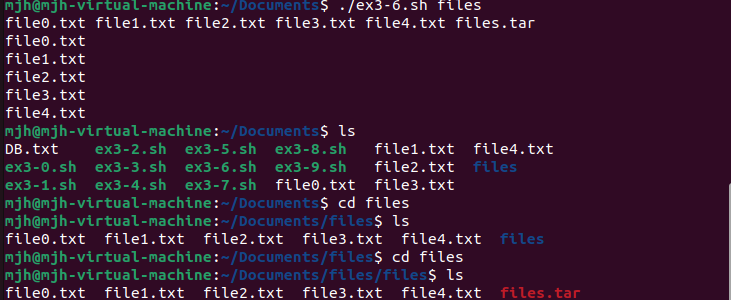 mjh@mjh-virtual-machine:~/Documents$ ./ex3-6.sh files
file0.txt file1.txt file2.txt file3.txt file4.txt files.tar
file0.txt
file1.txt
file2.txt
file3.txt
file4.txt
mjh@mjh-virtual-machine:~/Documents$ ls
DB.txt    ex3-2.sh  ex3-5.sh  ex3-8.sh   file1.txt  file4.txt
ex3-0.sh  ex3-3.sh  ex3-6.sh  ex3-9.sh   file2.txt  files
ex3-1.sh  ex3-4.sh  ex3-7.sh  file0.txt  file3.txt
mjh@mjh-virtual-machine:~/Documents$ cd files
mjh@mjh-virtual-machine:~/Documents/files$ ls
file0.txt  file1.txt  file2.txt  file3.txt  file4.txt  files
mjh@mjh-virtual-machine:~/Documents/files$ cd files
mjh@mjh-virtual-machine:~/Documents/files/files$ ls
file0.txt  file1.txt  file2.txt  file3.txt  file4.txt  files.tar